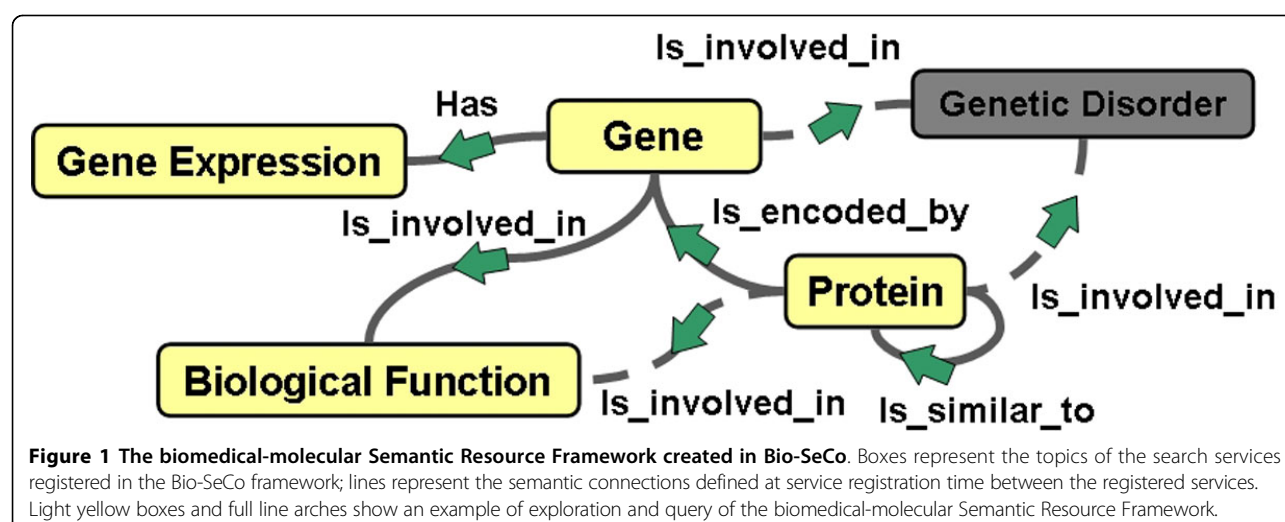 Is_involved_in
Genetic Disorder
Has
Gene
Gene Expression
Is_involved_in
Is_encoded_by
Protein
Is_involved_in
Biological Function
Is_involved_in
Is_similar_to
Figure 1 The biomedical-molecular Semantic Resource Framework created in Bio-SeCo. Boxes represent the topics of the search services
registered in the Bio-SeCo framework; lines represent the semantic connections defined at service registration time between the registered services.
Light yellow boxes and full line arches show an example of exploration and query of the biomedical-molecular Semantic Resource Framework.